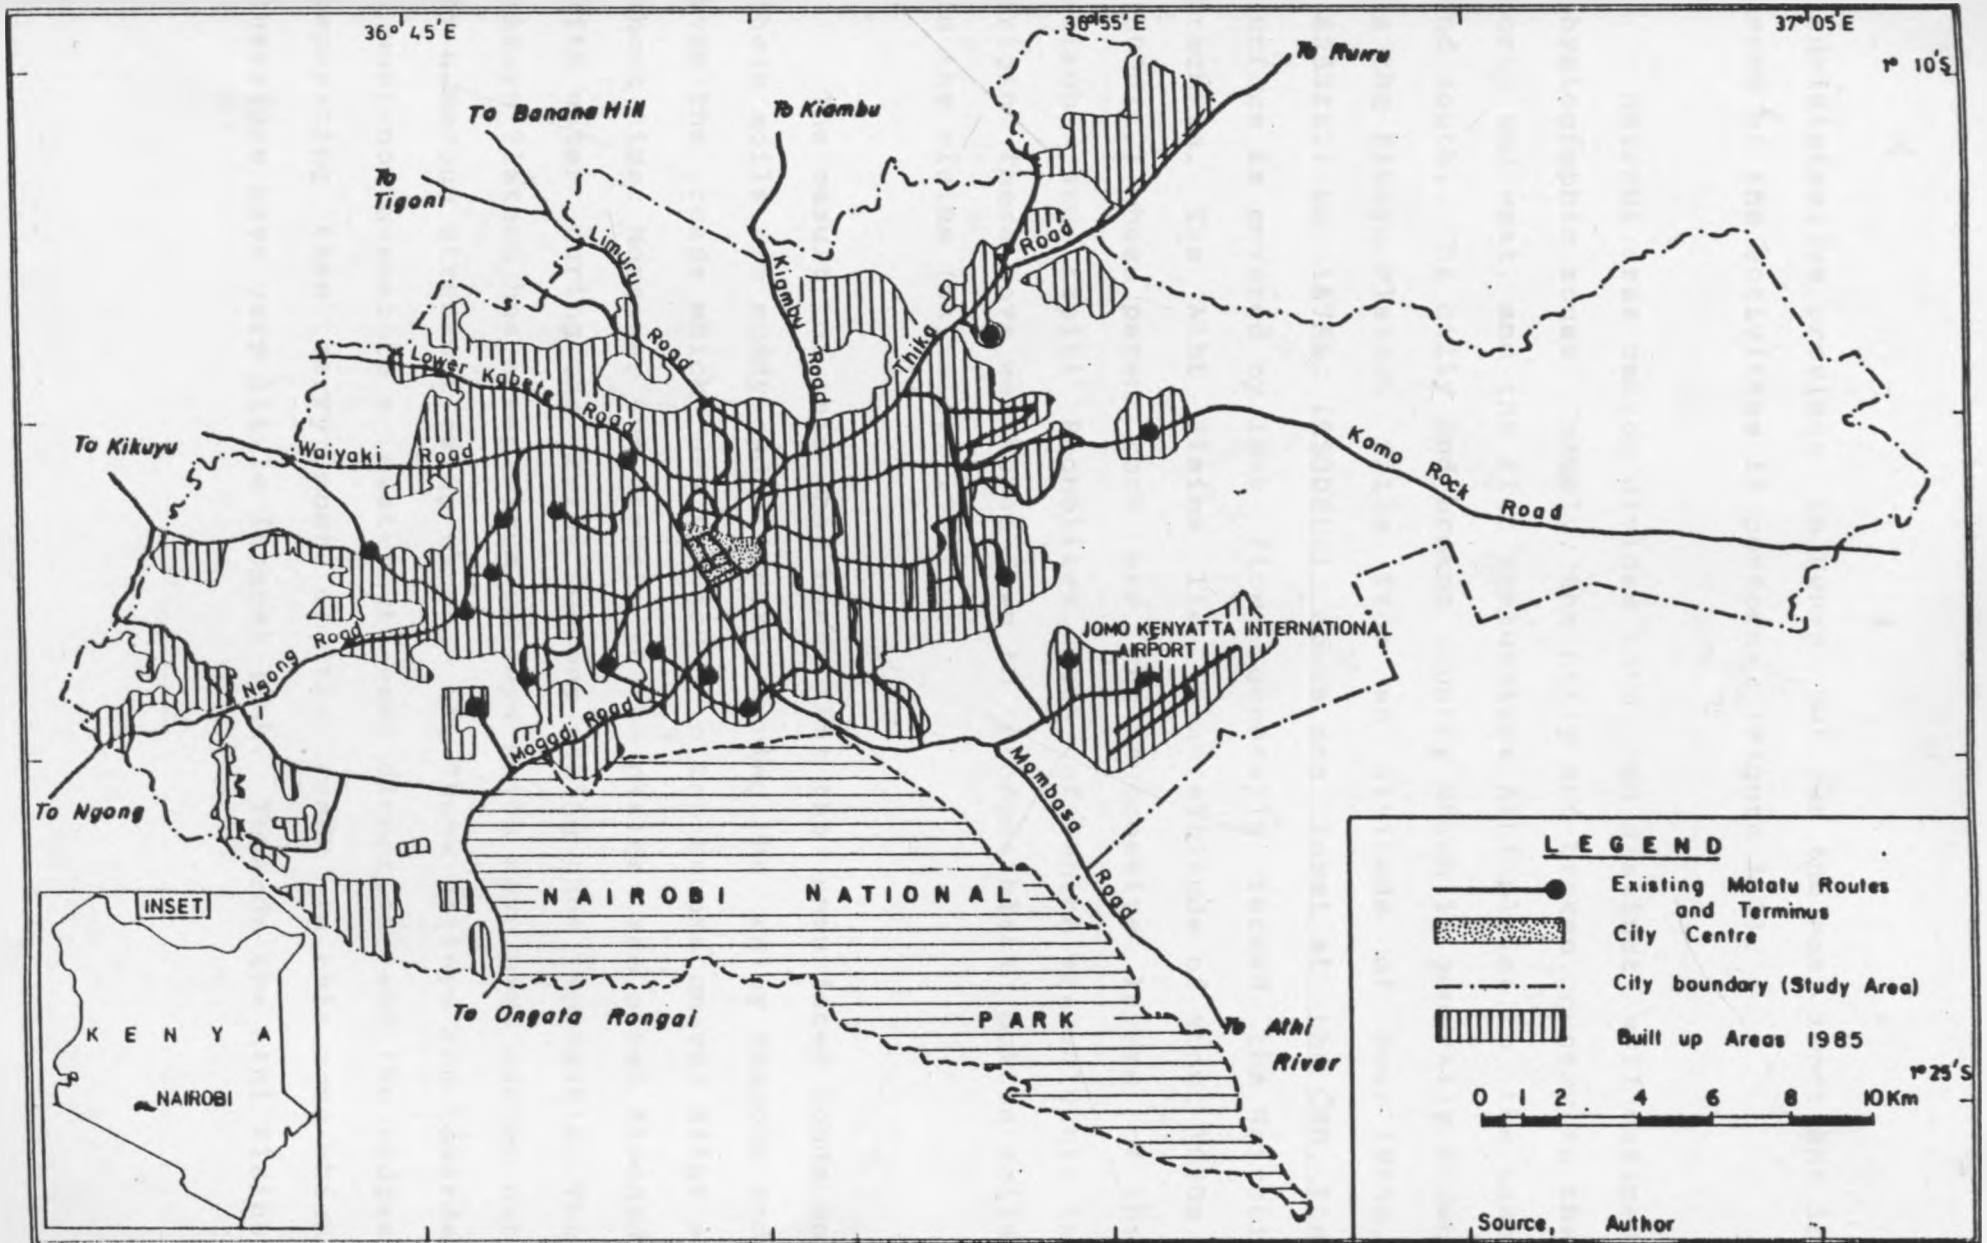 36° 45' E
36° 55' E
37° 05' E
1° 10' S
To Ruiru
To Banana Hill
To Kiambu
To
Tigoni
Limuru
Road
Kiambu
Road
Thika
Road
Lower Kabete
Road
To Kikuyu
Waiyaki Road
Kamo Rock
Road
JOMO KENYATTA INTERNATIONAL
AIRPORT
Ngong Road
Magadi Road
To Ngong
Mombasa
Road
NAIROBI NATIONAL
PARK
To Ongata Rongai
To Athi
River
INSET
KENYA
NAIROBI
LEGEND
Existing Matatu Routes
and Terminus
City Centre
City boundary (Study Area)
Built up Areas 1985
1° 25' S
0 1 2 4 6 8 10 Km
Source, Author